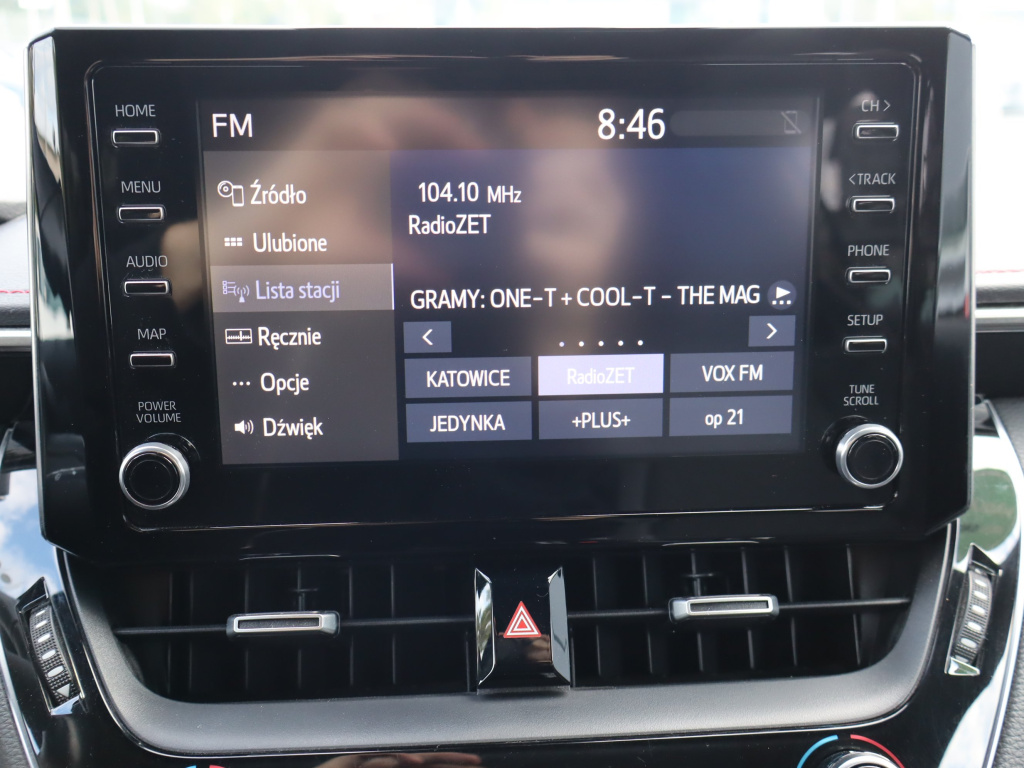 HOME
MENU
AUDIO
MAP
POWER
VOLUME
FM
8:46
Źródło
Ulubione
Lista stacji
Ręcznie
Opcje
Dźwięk
104.10 MHz
RadioZET
GRAMY: ONE-T + COOL-T - THE MAG
<
>
KATOWICE
RadioZET
VOX FM
JEDYNKA
+PLUS+
op 21
CH >
< TRACK
PHONE
SETUP
TUNE
SCROLL